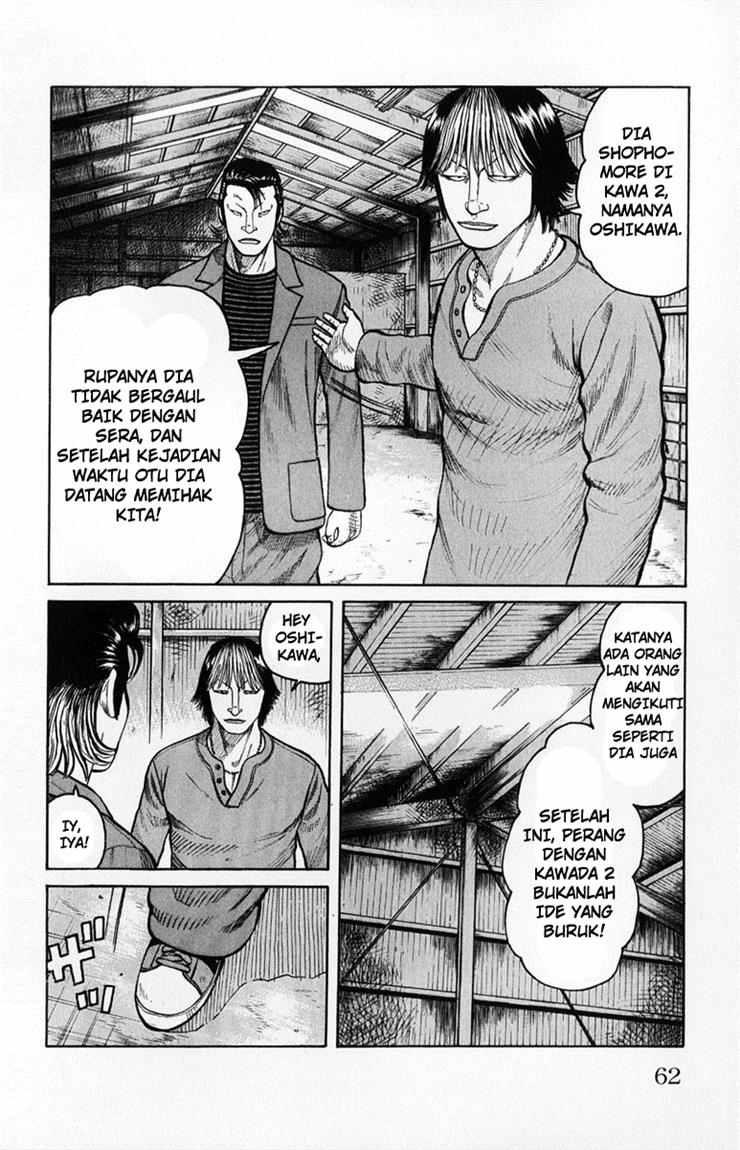 DIA
SHOPHO-
MORE DI
KAWA 2,
NAMANYA
OSHIKAWA.
RUPANYA DIA
TIDAK BERGAUL
BAIK DENGAN
SERA, DAN
SETELAH KEJADIAN
WAKTU OTU DIA
DATANG MEMIHAK
KITA!
KATANYA
ADA ORANG
LAIN YANG
AKAN
MENGIKUTI
SAMA
SEPERTI
DIA JUGA
SETELAH
INI, PERANG
DENGAN
KAWADA 2
BUKANLAH
IDE YANG
BURUK!
HEY
OSHI-
KAWA,
IY,
IYA!
ザッ
62